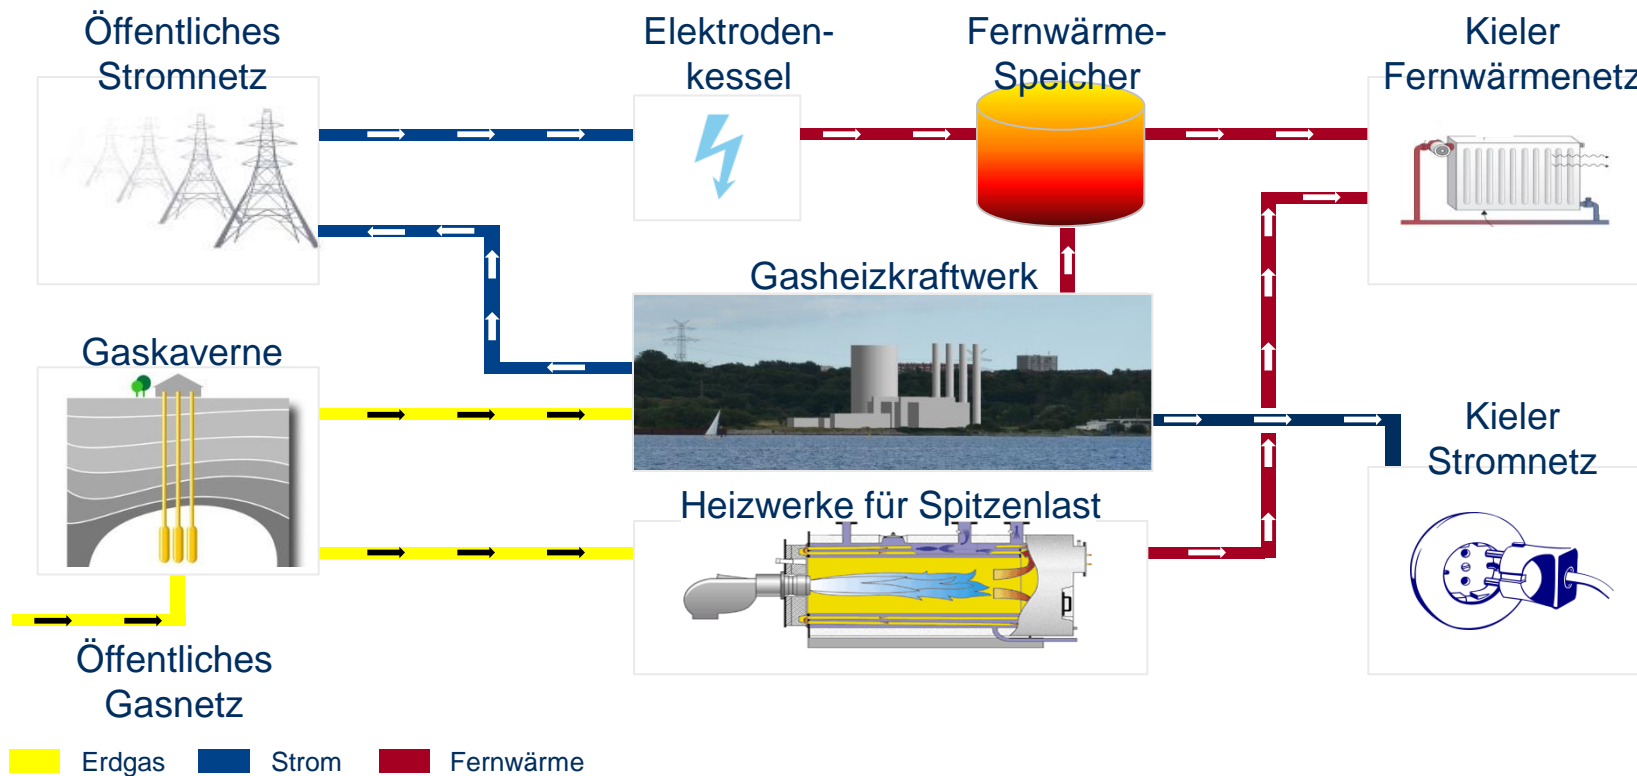 Öffentliches
Stromnetz
Elektroden-
kessel
Fernwärme-
Speicher
Kieler
Fernwärmenetz
Gasheizkraftwerk
Gaskaverne
Kieler
Stromnetz
Heizwerke für Spitzenlast
Öffentliches
Gasnetz
Erdgas
Strom
Fernwärme